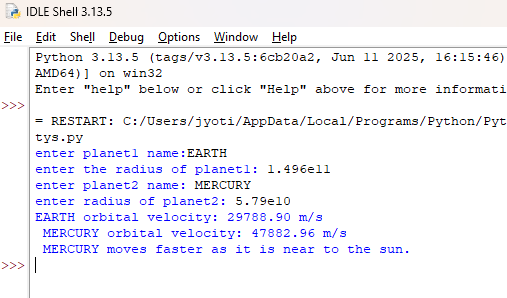 IDLE Shell 3.13.5
File Edit Shell Debug Options Window Help
Python 3.13.5 (tags/v3.13.5:6cb20a2, Jun 11 2025, 16:15:46)
AMD64)] on win32
Enter "help" below or click "Help" above for more informati
>>>
= RESTART: C:/Users/jyoti/AppData/Local/Programs/Python/Pyt
tys.py
enter planet1 name:EARTH
enter the radius of planet1: 1.496e11
enter planet2 name: MERCURY
enter radius of planet2: 5.79e10
EARTH orbital velocity: 29788.90 m/s
MERCURY orbital velocity: 47882.96 m/s
MERCURY moves faster as it is near to the sun.
>>>